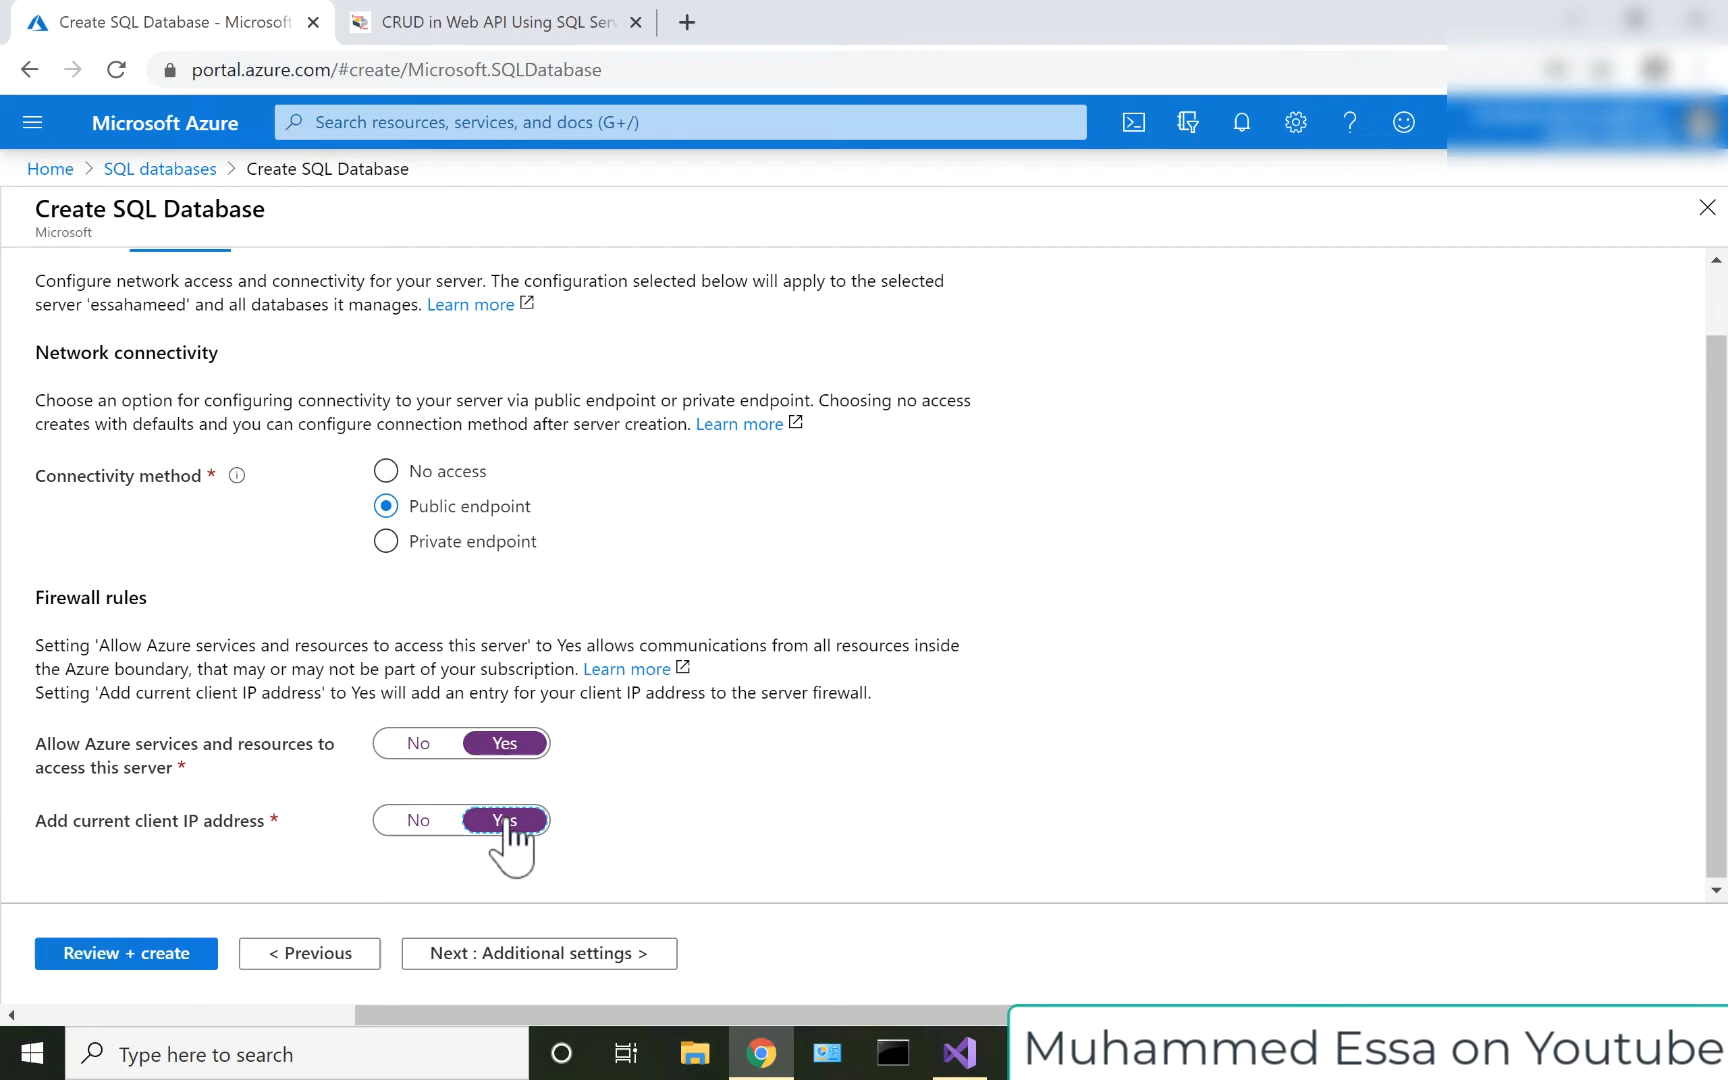 Create SQL Database - Microsoft
CRUD in Web API Using SQL Serv
portal.azure.com/#create/Microsoft.SQLDatabase
Microsoft Azure
Search resources, services, and docs (G+/)
Home > SQL databases > Create SQL Database
Create SQL Database
Microsoft
Configure network access and connectivity for your server. The configuration selected below will apply to the selected
server 'essahameed' and all databases it manages. Learn more
Network connectivity
Choose an option for configuring connectivity to your server via public endpoint or private endpoint. Choosing no access
creates with defaults and you can configure connection method after server creation. Learn more
Connectivity method *
No access
Public endpoint
Private endpoint
Firewall rules
Setting 'Allow Azure services and resources to access this server' to Yes allows communications from all resources inside
the Azure boundary, that may or may not be part of your subscription. Learn more
Setting 'Add current client IP address' to Yes will add an entry for your client IP address to the server firewall.
Allow Azure services and resources to
access this server *
No Yes
Add current client IP address *
No Yes
Review + create
< Previous
Next : Additional settings >
Type here to search
Muhammed Essa on Youtube